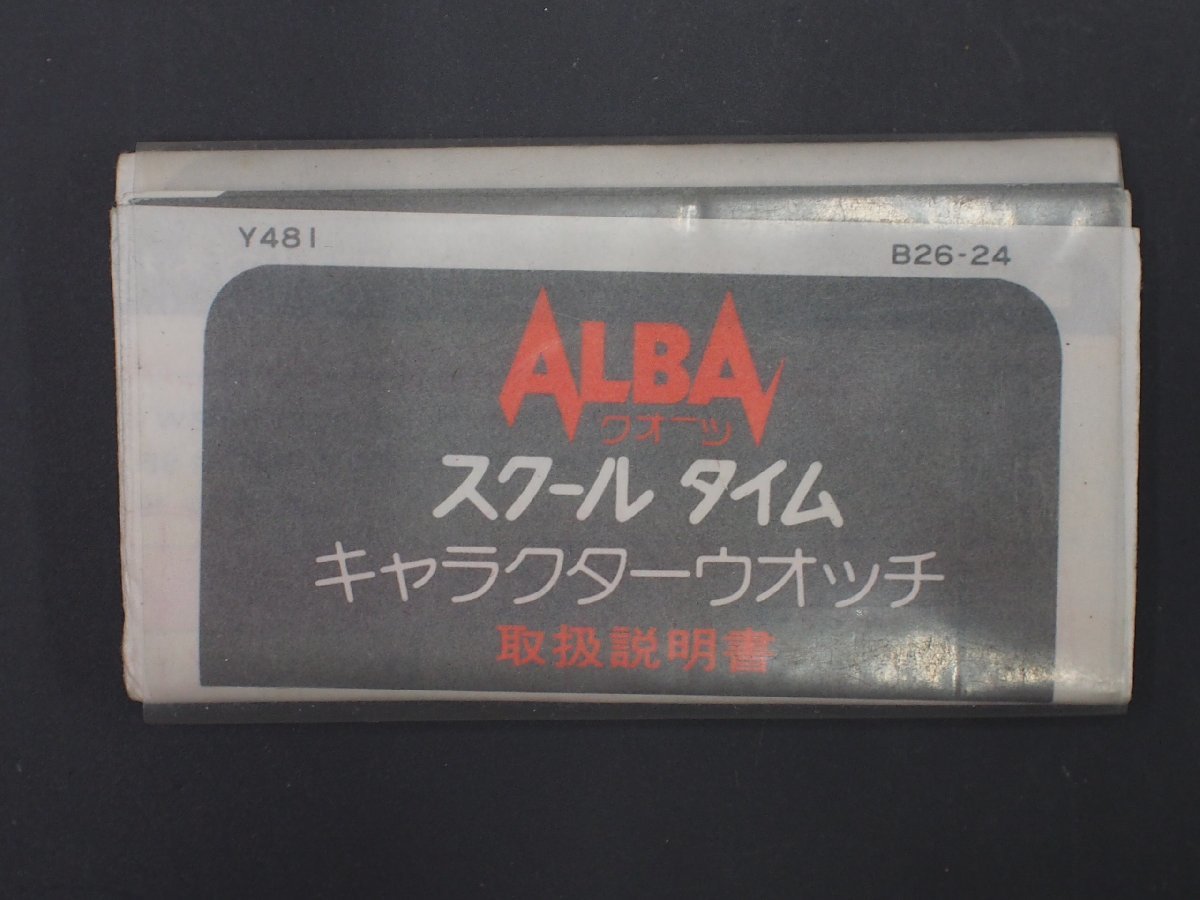 Y481
B26-24
ALBA
クオーツ
スクール タイム
キャラクターウオッチ
取扱説明書